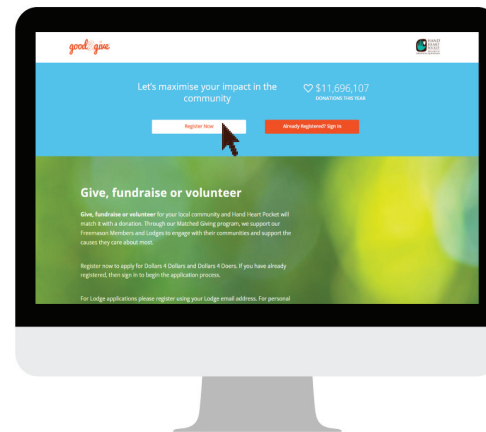 good2give
HAND
HEART
POCKET
Let's maximise your impact in the
community
$11,696,107
DONATIONS THIS YEAR
Register Now
Already Registered? Sign In
Give, fundraise or volunteer
Give, fundraise or volunteer for your local community and Hand Heart Pocket will
match it with a donation. Through our Matched Giving program, we support our
Freemason Members and Lodges to engage with their communities and support the
causes they care about most.
Register now to apply for Dollars 4 Dollars and Dollars 4 Doers. If you have already
registered, then sign in to begin the application process.
For Lodge applications please register using your Lodge email address. For personal